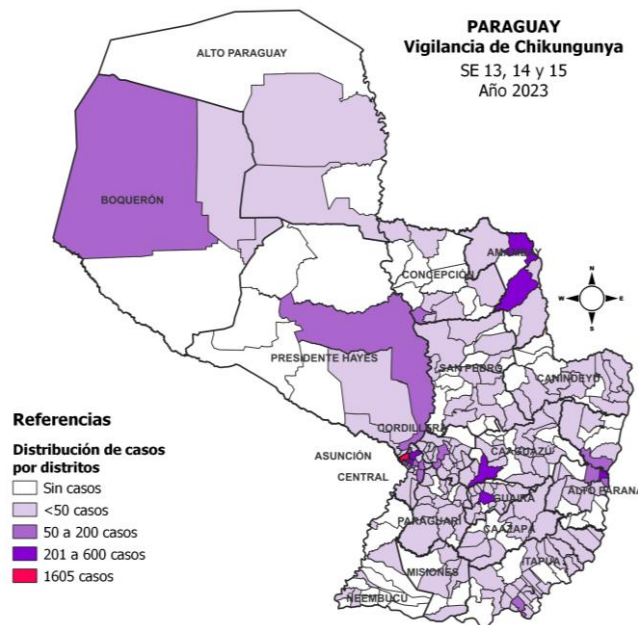 PARAGUAY
Vigilancia de Chikungunya
SE 13, 14 y 15
Año 2023
ALTO PARAGUAY
BOQUERÓN
AMAMBAY
CONCEPCIÓN
N
W E
S
PRESIDENTE HAYES
SAN PEDRO
CANINDEYÚ
CORDILLERA
ASUNCIÓN
CAAGUAZÚ
CENTRAL
ALTO PARANÁ
GUAIRÁ
PARAGUARÍ
CAAZAPÁ
ITAPÚA
MISIONES
ÑEEMBUCÚ
Referencias
Distribución de casos
por distritos
Sin casos
<50 casos
50 a 200 casos
201 a 600 casos
1605 casos